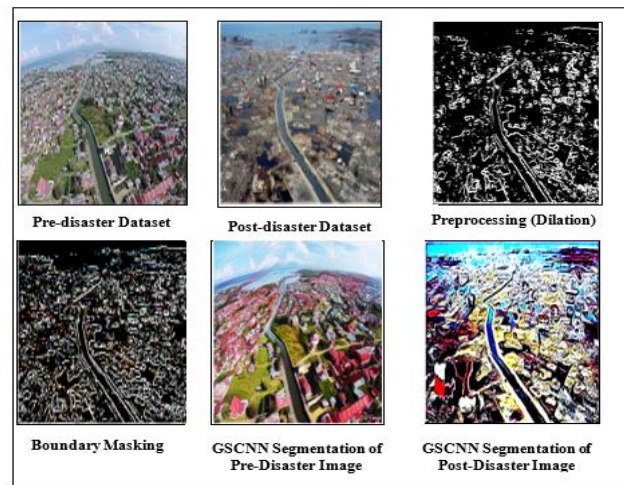 Pre-disaster Dataset
Post-disaster Dataset
Preprocessing (Dilation)
Boundary Masking
GSCNN Segmentation of
Pre-Disaster Image
GSCNN Segmentation of
Post-Disaster Image